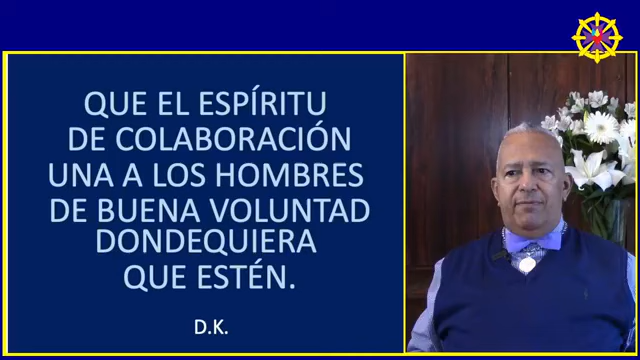 QUE EL ESPÍRITU
DE COLABORACIÓN
UNA A LOS HOMBRES
DE BUENA VOLUNTAD
DONDEQUIERA
QUE ESTÉN.
D.K.